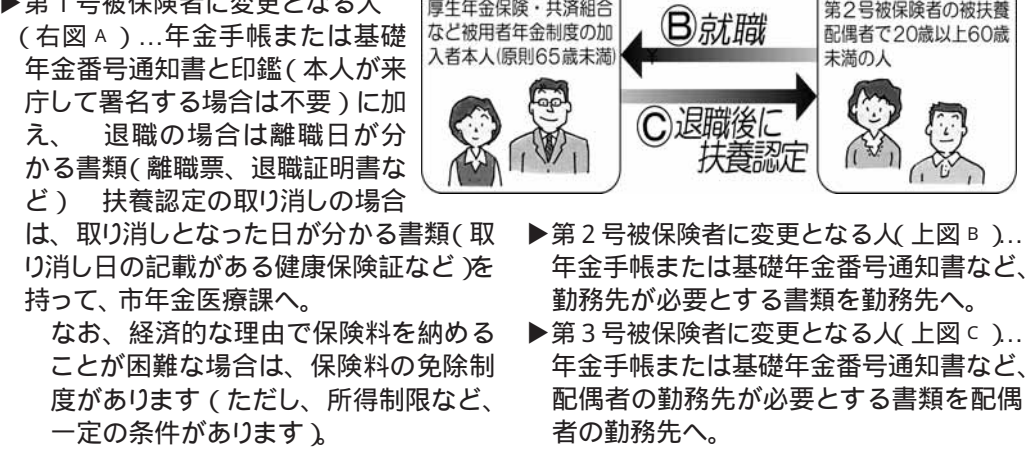 ▶第1号被保険者に変更となる人
(右図A)…年金手帳または基礎
年金番号通知書と印鑑(本人が来
庁して署名する場合は不要)に加
え、　退職の場合は離職日が分
かる書類(離職票、退職証明書な
ど)　扶養認定の取り消しの場合
は、取り消しとなった日が分かる書類(取
り消し日の記載がある健康保険証など)を
持って、市年金医療課へ。
なお、経済的な理由で保険料を納める
ことが困難な場合は、保険料の免除制
度があります(ただし、所得制限など、
一定の条件があります)。
厚生年金保険・共済組合
など被用者年金制度の加
入者本人(原則65歳未満)
Ⓑ就職
Ⓒ退職後に
扶養認定
第2号被保険者の被扶養
配偶者で20歳以上60歳
未満の人
▶第2号被保険者に変更となる人(上図B)…
年金手帳または基礎年金番号通知書など、
勤務先が必要とする書類を勤務先へ。
▶第3号被保険者に変更となる人(上図C)…
年金手帳または基礎年金番号通知書など、
配偶者の勤務先が必要とする書類を配偶
者の勤務先へ。